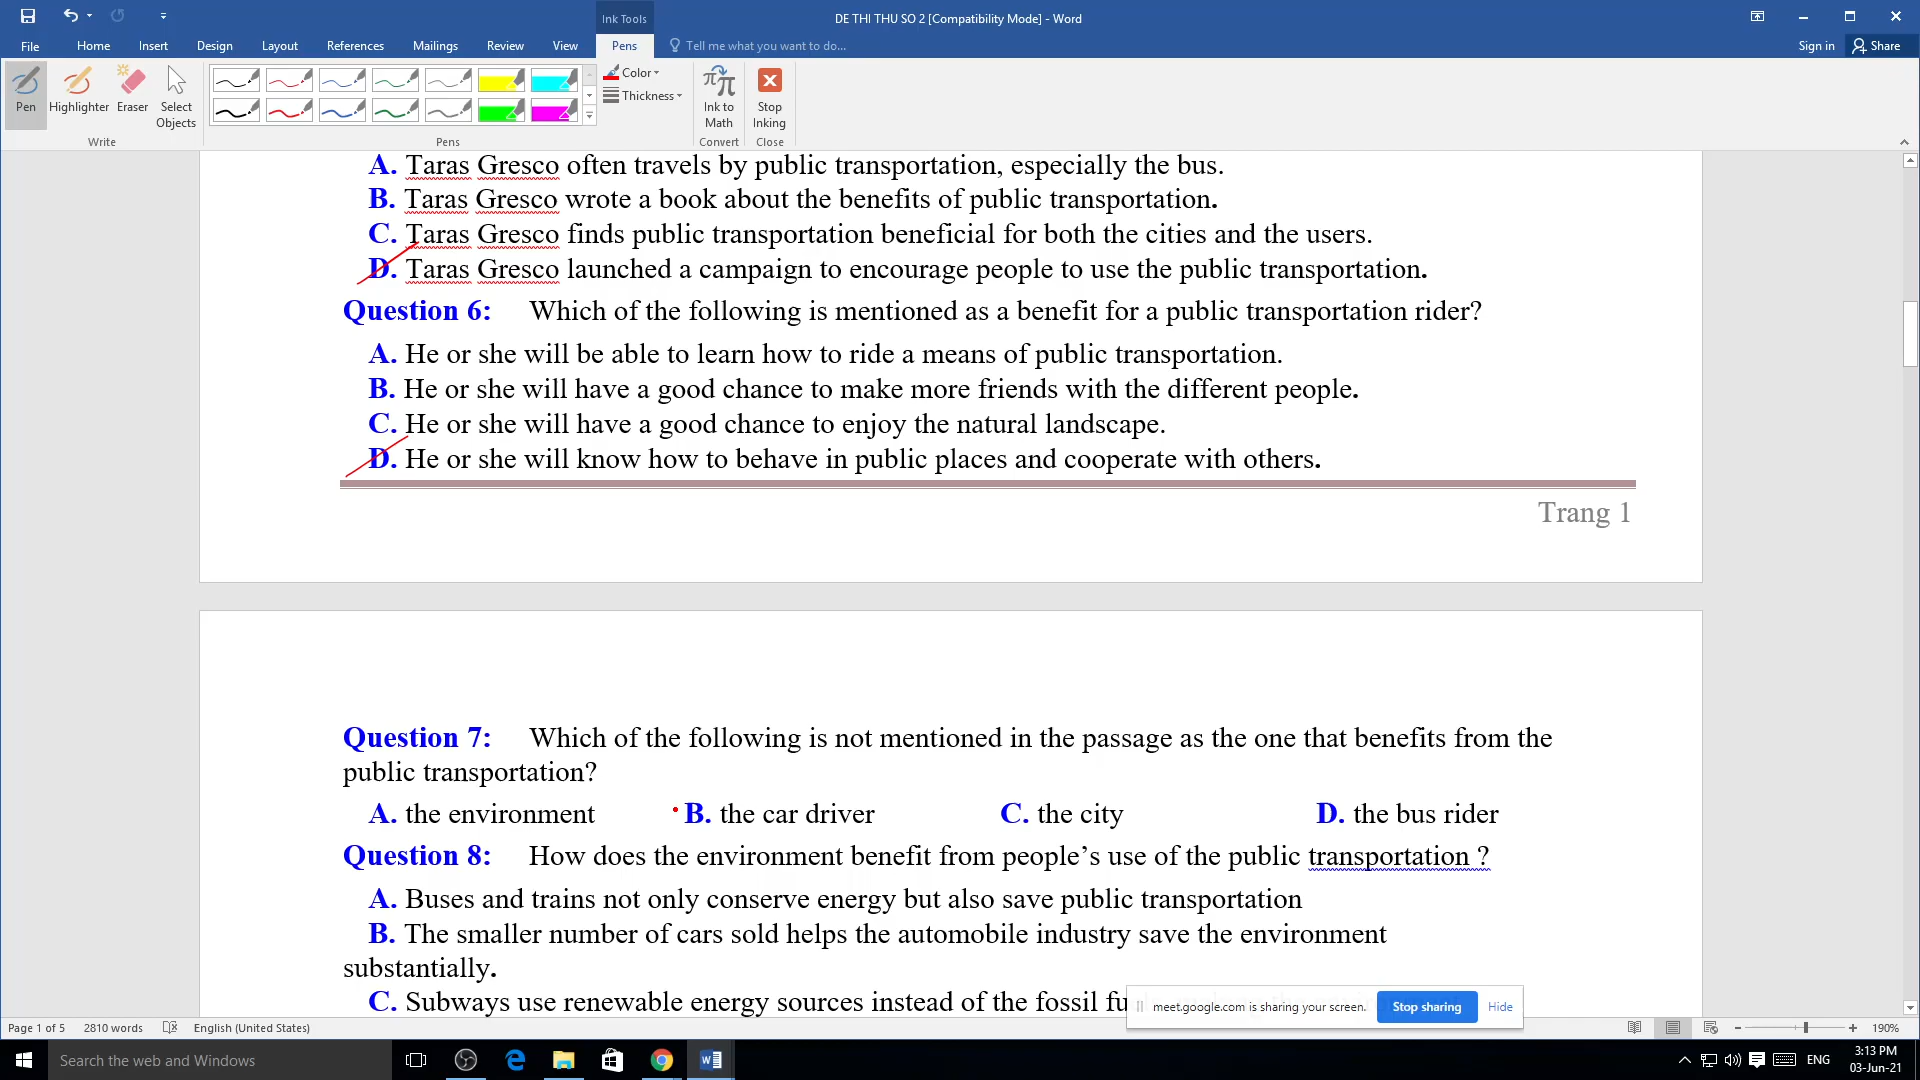 Ink Tools
DE THI THU SO 2 [Compatibility Mode] - Word
File Home Insert Design Layout References Mailings Review View Pens Tell me what you want to do... Sign in Share
Pen Highlighter Eraser Select Objects
Color
Thickness
Ink to Math
Stop Inking
Write Pens Convert Close
A. Taras Gresco often travels by public transportation, especially the bus.
B. Taras Gresco wrote a book about the benefits of public transportation.
C. Taras Gresco finds public transportation beneficial for both the cities and the users.
D. Taras Gresco launched a campaign to encourage people to use the public transportation.
Question 6: Which of the following is mentioned as a benefit for a public transportation rider?
A. He or she will be able to learn how to ride a means of public transportation.
B. He or she will have a good chance to make more friends with the different people.
C. He or she will have a good chance to enjoy the natural landscape.
D. He or she will know how to behave in public places and cooperate with others.
Trang 1
Question 7: Which of the following is not mentioned in the passage as the one that benefits from the
public transportation?
A. the environment B. the car driver C. the city D. the bus rider
Question 8: How does the environment benefit from people’s use of the public transportation ?
A. Buses and trains not only conserve energy but also save public transportation
B. The smaller number of cars sold helps the automobile industry save the environment
substantially.
C. Subways use renewable energy sources instead of the fossil fu
meet.google.com is sharing your screen. Stop sharing Hide
Page 1 of 5 2810 words English (United States) 190%
Search the web and Windows
ENG
3:13 PM
03-Jun-21